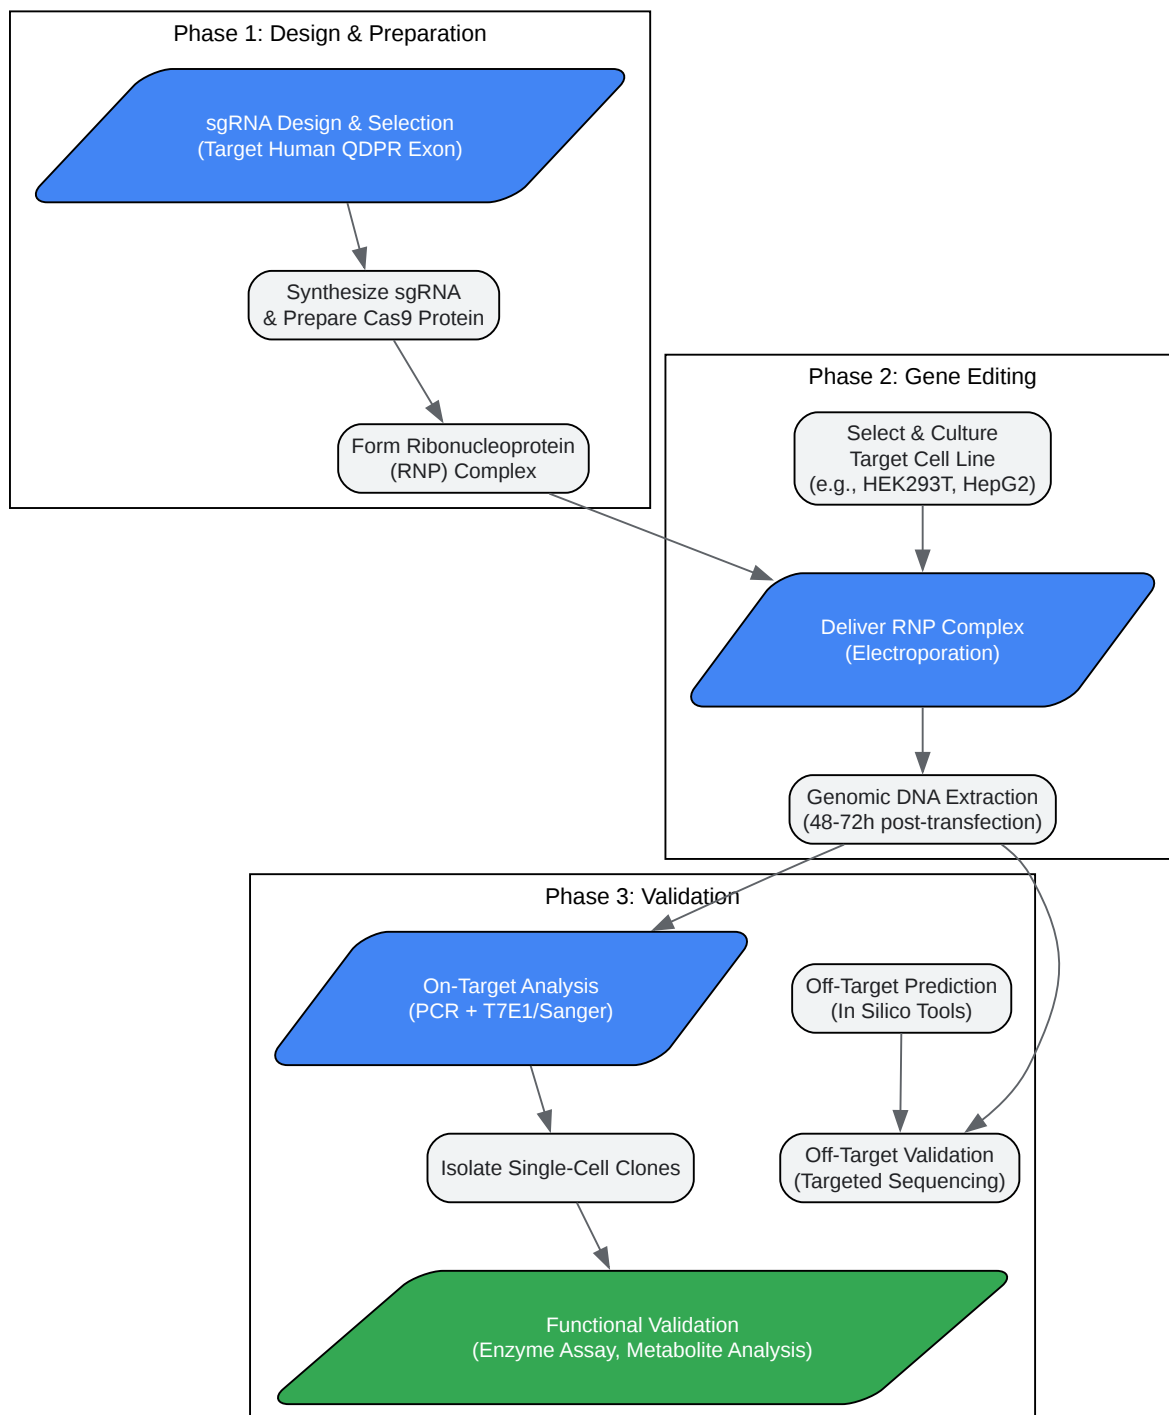 Phase 1: Design & Preparation
sgRNA Design & Selection
(Target Human QDPR Exon)
Synthesize sgRNA
& Prepare Cas9 Protein
Form Ribonucleoprotein
(RNP) Complex
Phase 2: Gene Editing
Select & Culture
Target Cell Line
(e.g., HEK293T, HepG2)
Deliver RNP Complex
(Electroporation)
Genomic DNA Extraction
(48-72h post-transfection)
Phase 3: Validation
On-Target Analysis
(PCR + T7E1/Sanger)
Off-Target Prediction
(In Silico Tools)
Isolate Single-Cell Clones
Off-Target Validation
(Targeted Sequencing)
Functional Validation
(Enzyme Assay, Metabolite Analysis)